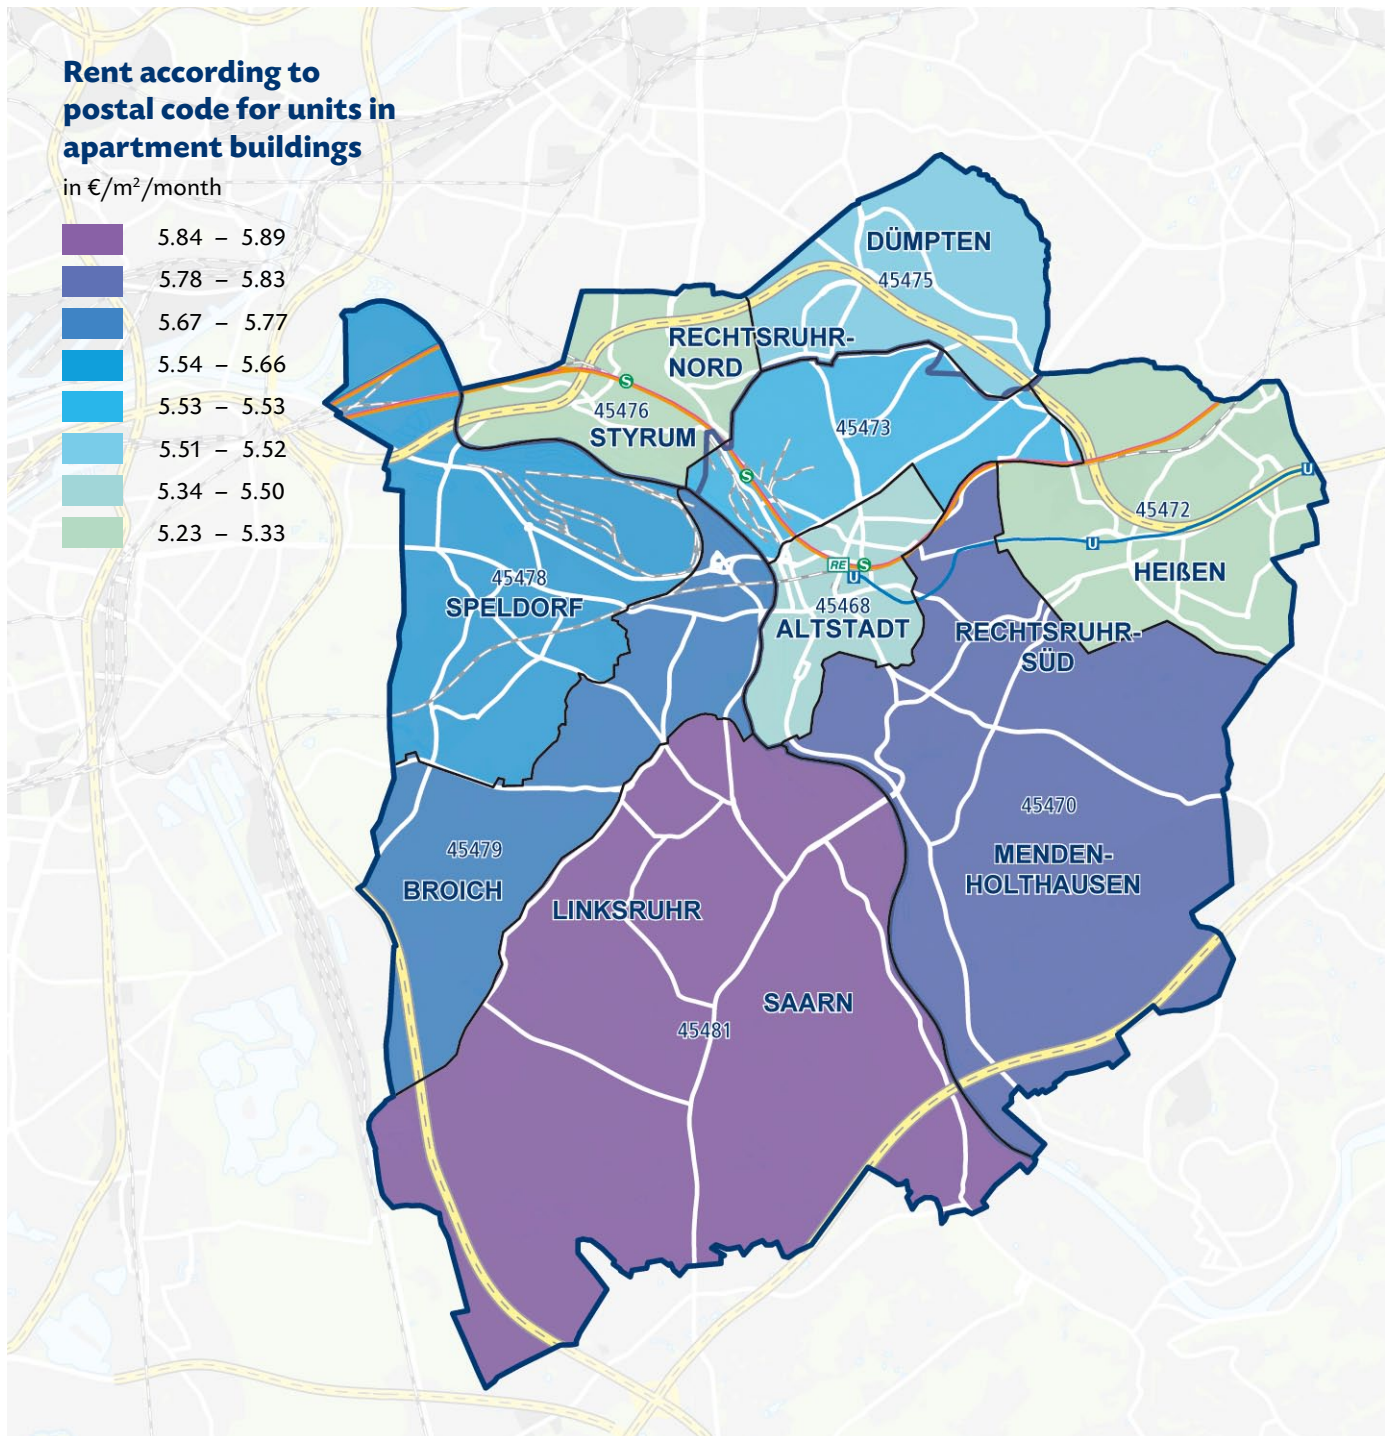 Rent according to
postal code for units in
apartment buildings
in €/m²/month
5.84 – 5.89
5.78 – 5.83
5.67 – 5.77
5.54 – 5.66
5.53 – 5.53
5.51 – 5.52
5.34 – 5.50
5.23 – 5.33
DÜMPTEN
45475
RECHTSRUHR-
NORD
S
45476
STYRUM
45473
S
U
45472
U
HEIßEN
RE S
U
45478
SPELDORF
45468
ALTSTADT
RECHTSRUHR-
SÜD
45470
MENDEN-
HOLTHAUSEN
45479
BROICH
LINKSRUHR
SAARN
45481